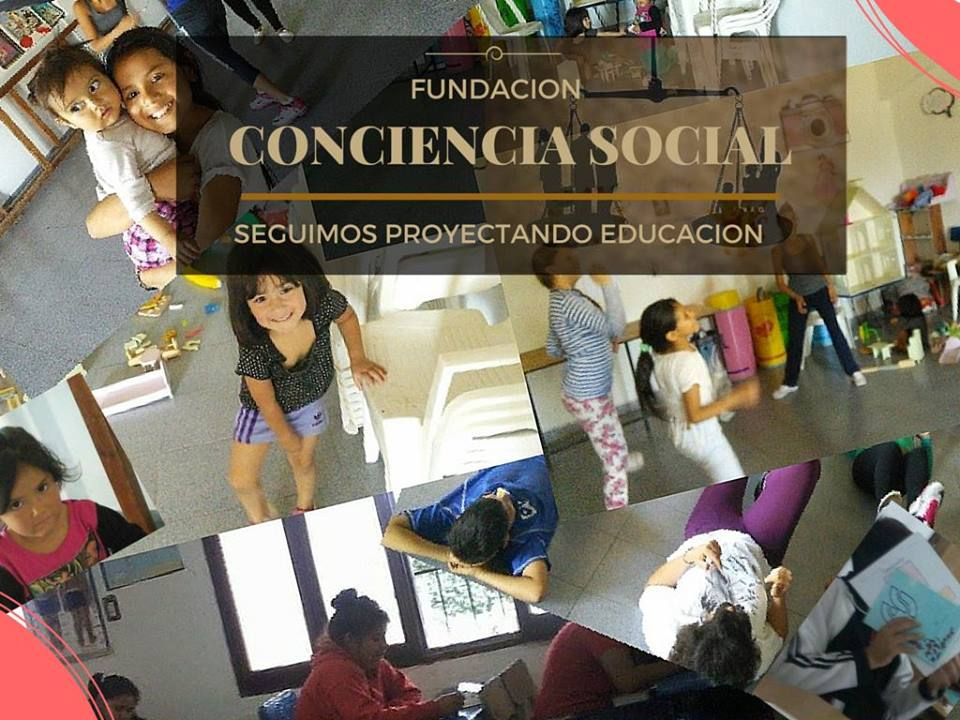 FUNDACION
CONCIENCIA SOCIAL
SEGUIMOS PROYECTANDO EDUCACION